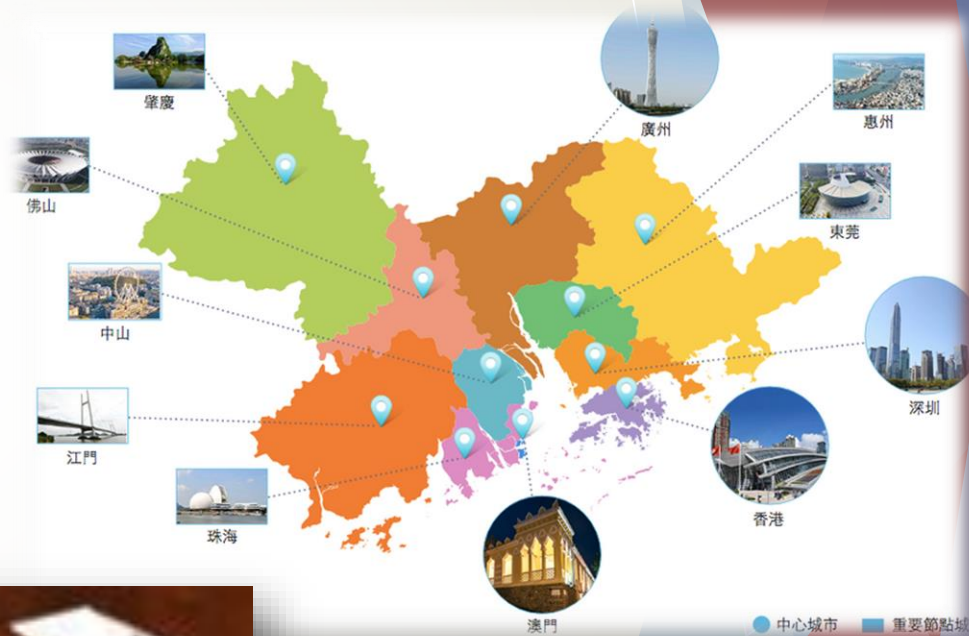 肇慶
廣州
惠州
佛山
東莞
中山
深圳
江門
香港
珠海
澳門
中心城市
重要節點城